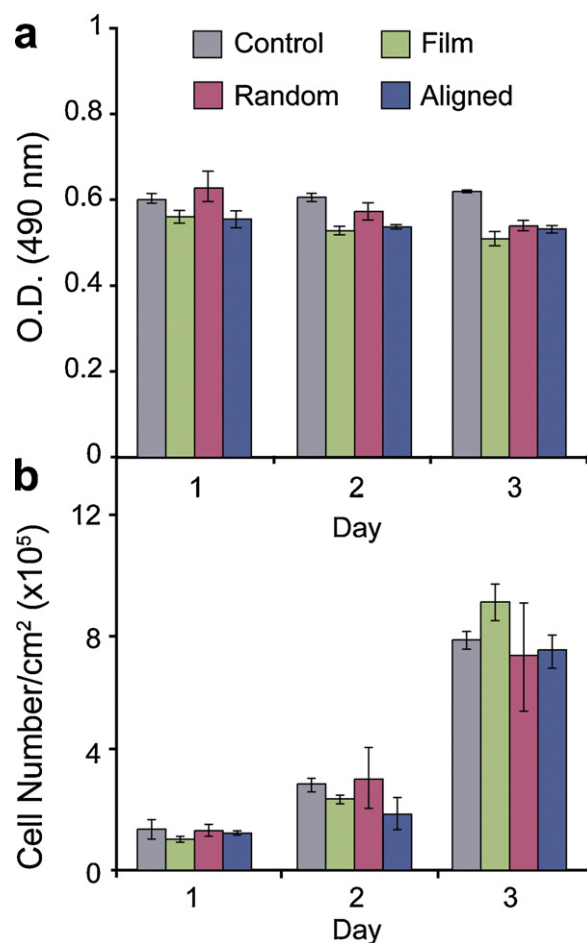 a
Control Film
Random Aligned
O.D. (490 nm)
1
0.8
0.6
0.4
0.2
0
1 2 3
Day
b
Cell Number/cm² (x10⁵)
12
8
4
0
1 2 3
Day